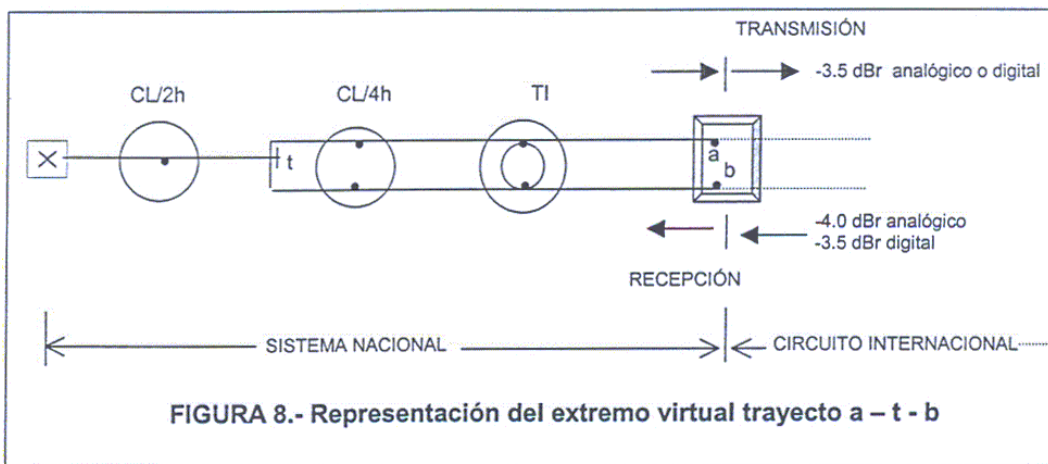 TRANSMISIÓN
-3.5 dBr analógico o digital
CL/2h CL/4h TI
X t a
b
-4.0 dBr analógico
-3.5 dBr digital
RECEPCIÓN
SISTEMA NACIONAL CIRCUITO INTERNACIONAL
FIGURA 8.- Representación del extremo virtual trayecto a – t - b